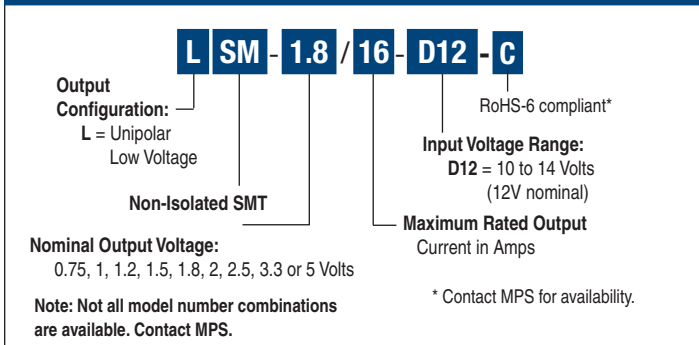 L SM - 1.8 / 16 - D12 - C
Output
Configuration:
L = Unipolar
Low Voltage
RoHS-6 compliant*
Input Voltage Range:
D12 = 10 to 14 Volts
(12V nominal)
Non-Isolated SMT
Maximum Rated Output
Current in Amps
Nominal Output Voltage:
0.75, 1, 1.2, 1.5, 1.8, 2, 2.5, 3.3 or 5 Volts
* Contact MPS for availability.
Note: Not all model number combinations
are available. Contact MPS.